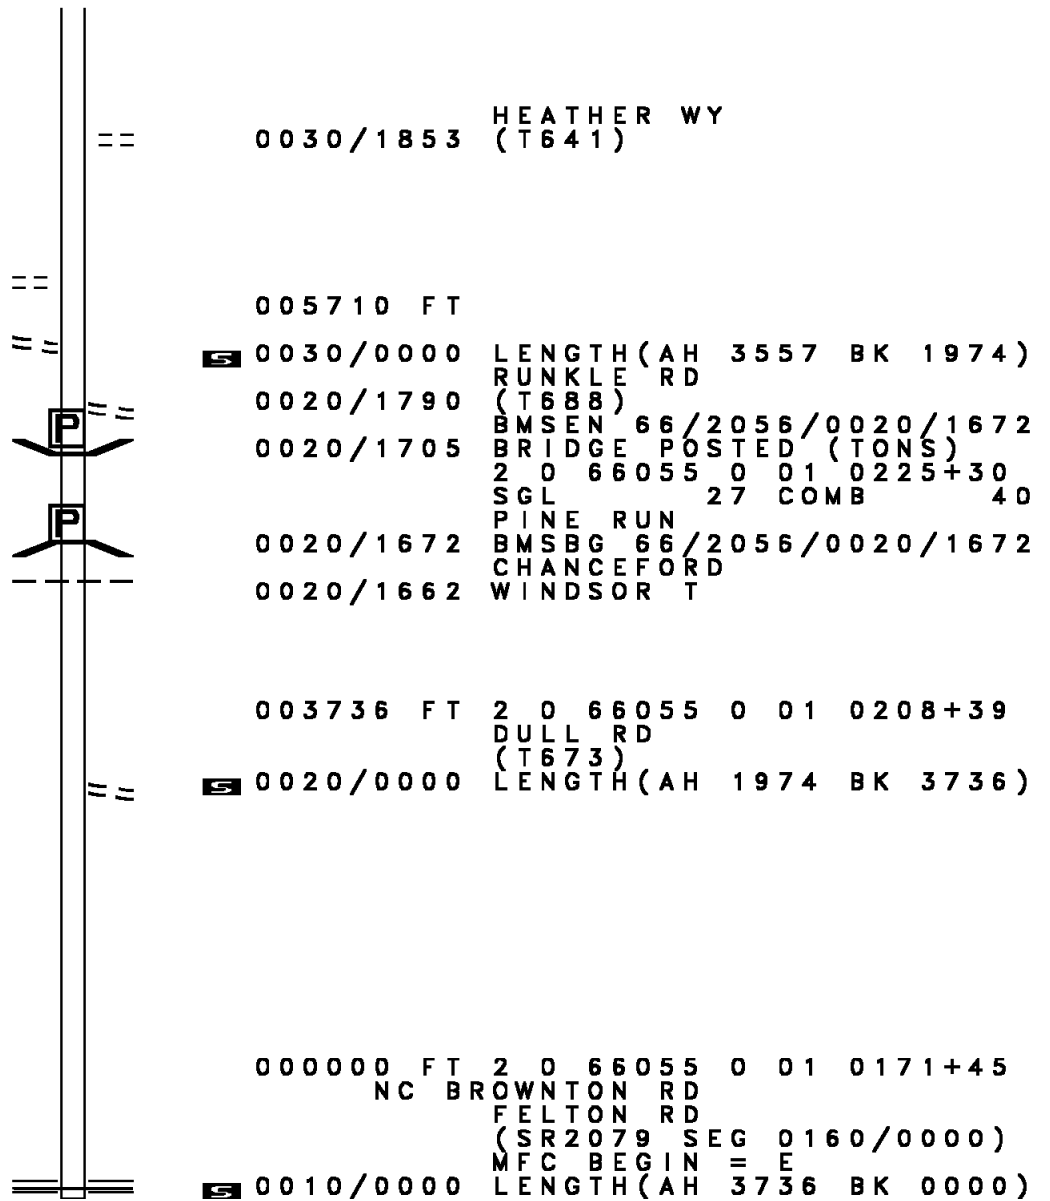 HEATHER WY
0030/1853 (T641)
005710 FT
S 0030/0000 LENGTH(AH 3557 BK 1974)
RUNKLE RD
0020/1790 (T688)
P
BMSEN 66/2056/0020/1672
0020/1705 BRIDGE POSTED (TONS)
2 0 66055 0 01 0225+30
SGL 27 COMB 40
P
PINE RUN
0020/1672 BMSBG 66/2056/0020/1672
CHANCEFORD
0020/1662 WINDSOR T
003736 FT 2 0 66055 0 01 0208+39
DULL RD
(T673)
S 0020/0000 LENGTH(AH 1974 BK 3736)
000000 FT 2 0 66055 0 01 0171+45
NC BROWNTON RD
FELTON RD
(SR2079 SEG 0160/0000)
MFC BEGIN = E
S 0010/0000 LENGTH(AH 3736 BK 0000)